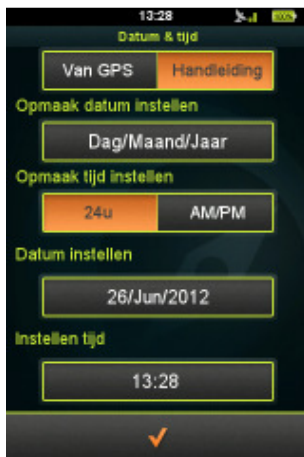 13:28 100%
Datum & tijd
Van GPS Handleiding
Opmaak datum instellen
Dag/Maand/Jaar
Opmaak tijd instellen
24u AM/PM
Datum instellen
26/Jun/2012
Instellen tijd
13:28